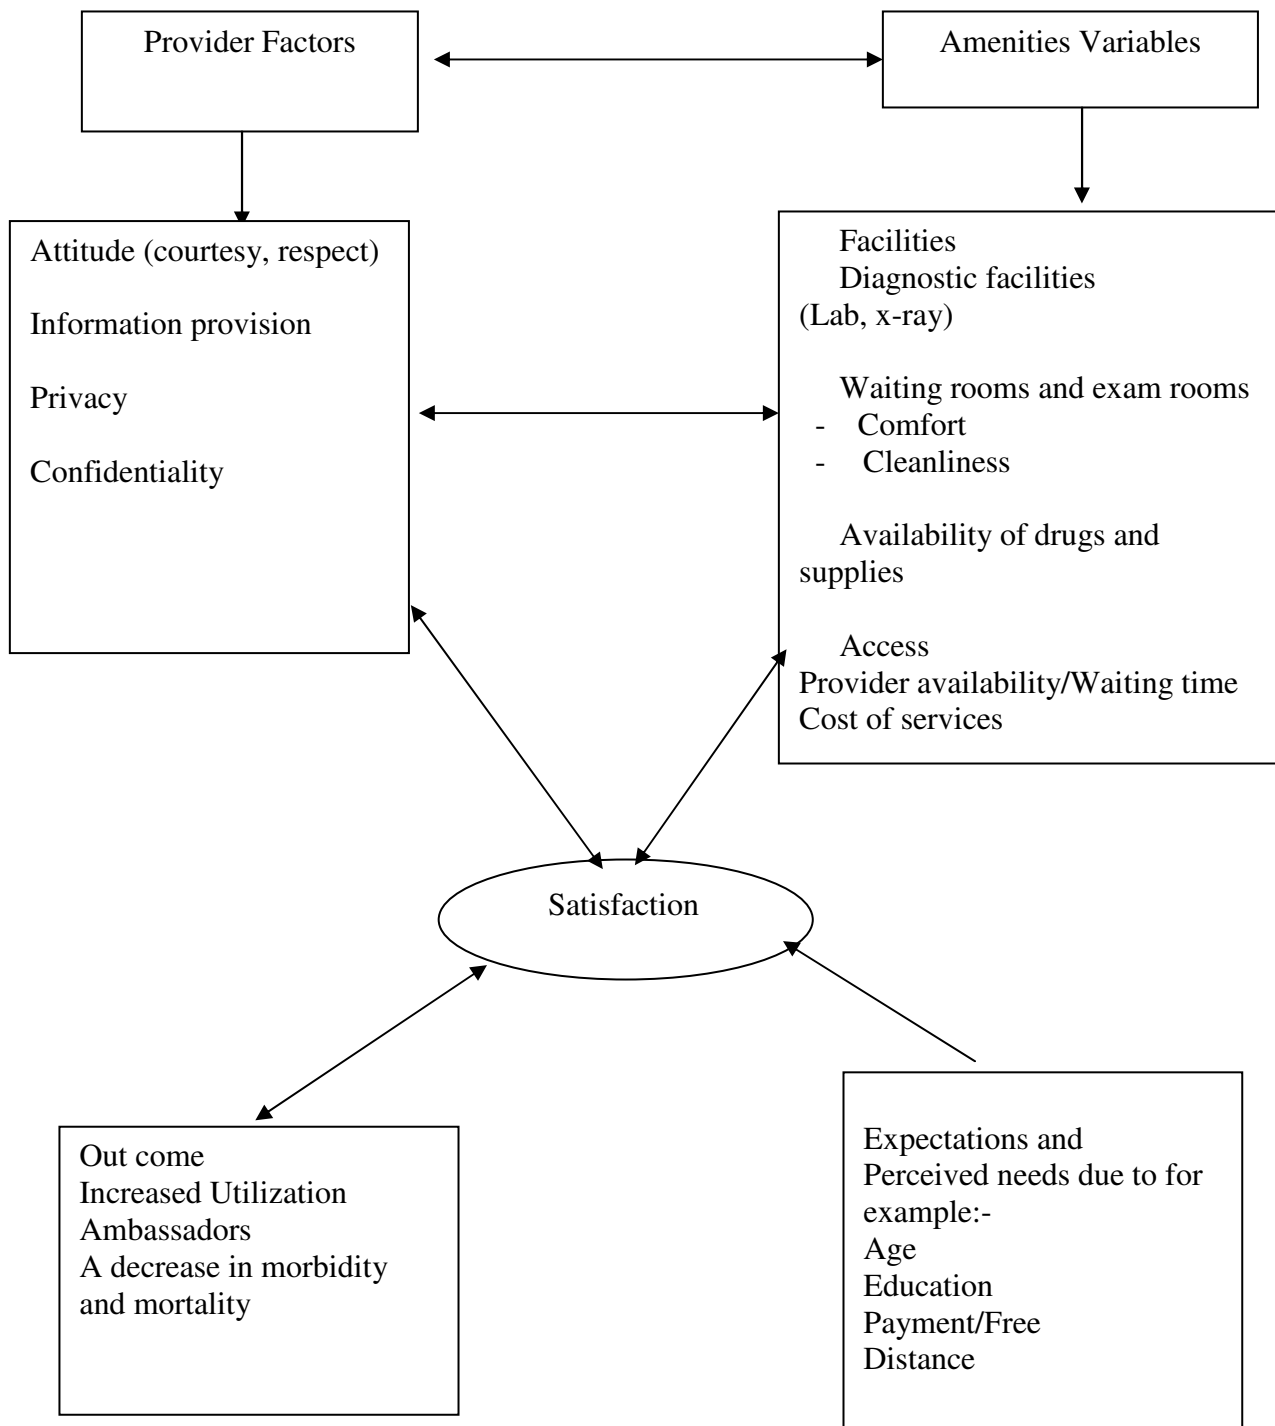 Provider Factors
Amenities Variables
Attitude (courtesy, respect)
Information provision
Privacy
Confidentiality
Facilities
Diagnostic facilities
(Lab, x-ray)
Waiting rooms and exam rooms
- Comfort
- Cleanliness
Availability of drugs and
supplies
Access
Provider availability/Waiting time
Cost of services
Satisfaction
Out come
Increased Utilization
Ambassadors
A decrease in morbidity
and mortality
Expectations and
Perceived needs due to for
example:-
Age
Education
Payment/Free
Distance